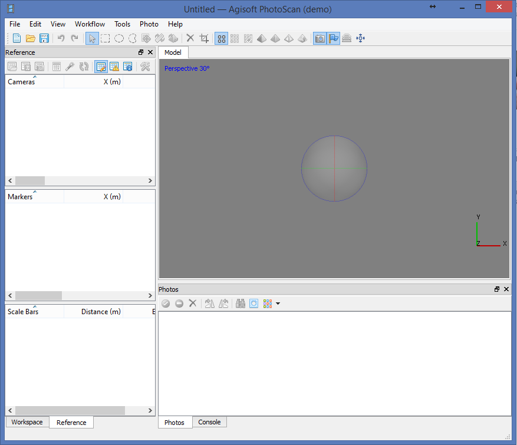 Untitled — Agisoft PhotoScan (demo)
File Edit View Workflow Tools Photo Help
Reference
Model
Cameras X (m)
Perspective 30°
Markers X (m)
Y
Z X
Photos
Scale Bars Distance (m) E
Workspace Reference
Photos Console